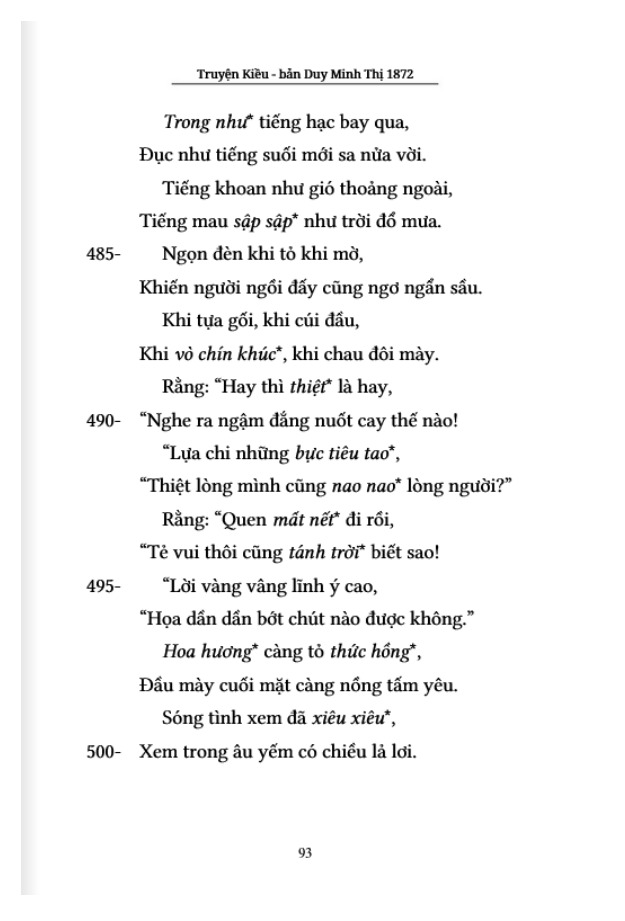 Truyện Kiều - bản Duy Minh Thị 1872
Trong như* tiếng hạc bay qua,
Đục như tiếng suối mới sa nửa vời.
Tiếng khoan như gió thoảng ngoài,
Tiếng mau sập sập* như trời đổ mưa.
485- Ngọn đèn khi tỏ khi mờ,
Khiến người ngồi đấy cũng ngơ ngẩn sầu.
Khi tựa gối, khi cúi đầu,
Khi vò chín khúc*, khi chau đôi mày.
Rằng: “Hay thì thiệt* là hay,
490- “Nghe ra ngậm đắng nuốt cay thế nào!
“Lựa chi những bực tiêu tao*,
“Thiệt lòng mình cũng nao nao* lòng người?”
Rằng: “Quen mất nết* đi rồi,
“Tẻ vui thôi cũng tánh trời* biết sao!
495- “Lời vàng vâng lĩnh ý cao,
“Họa dần dần bớt chút nào được không.”
Hoa hương* càng tỏ thức hồng*,
Đầu mày cuối mặt càng nồng tấm yêu.
Sóng tình xem đã xiêu xiêu*,
500- Xem trong âu yếm có chiều lả lơi.
93